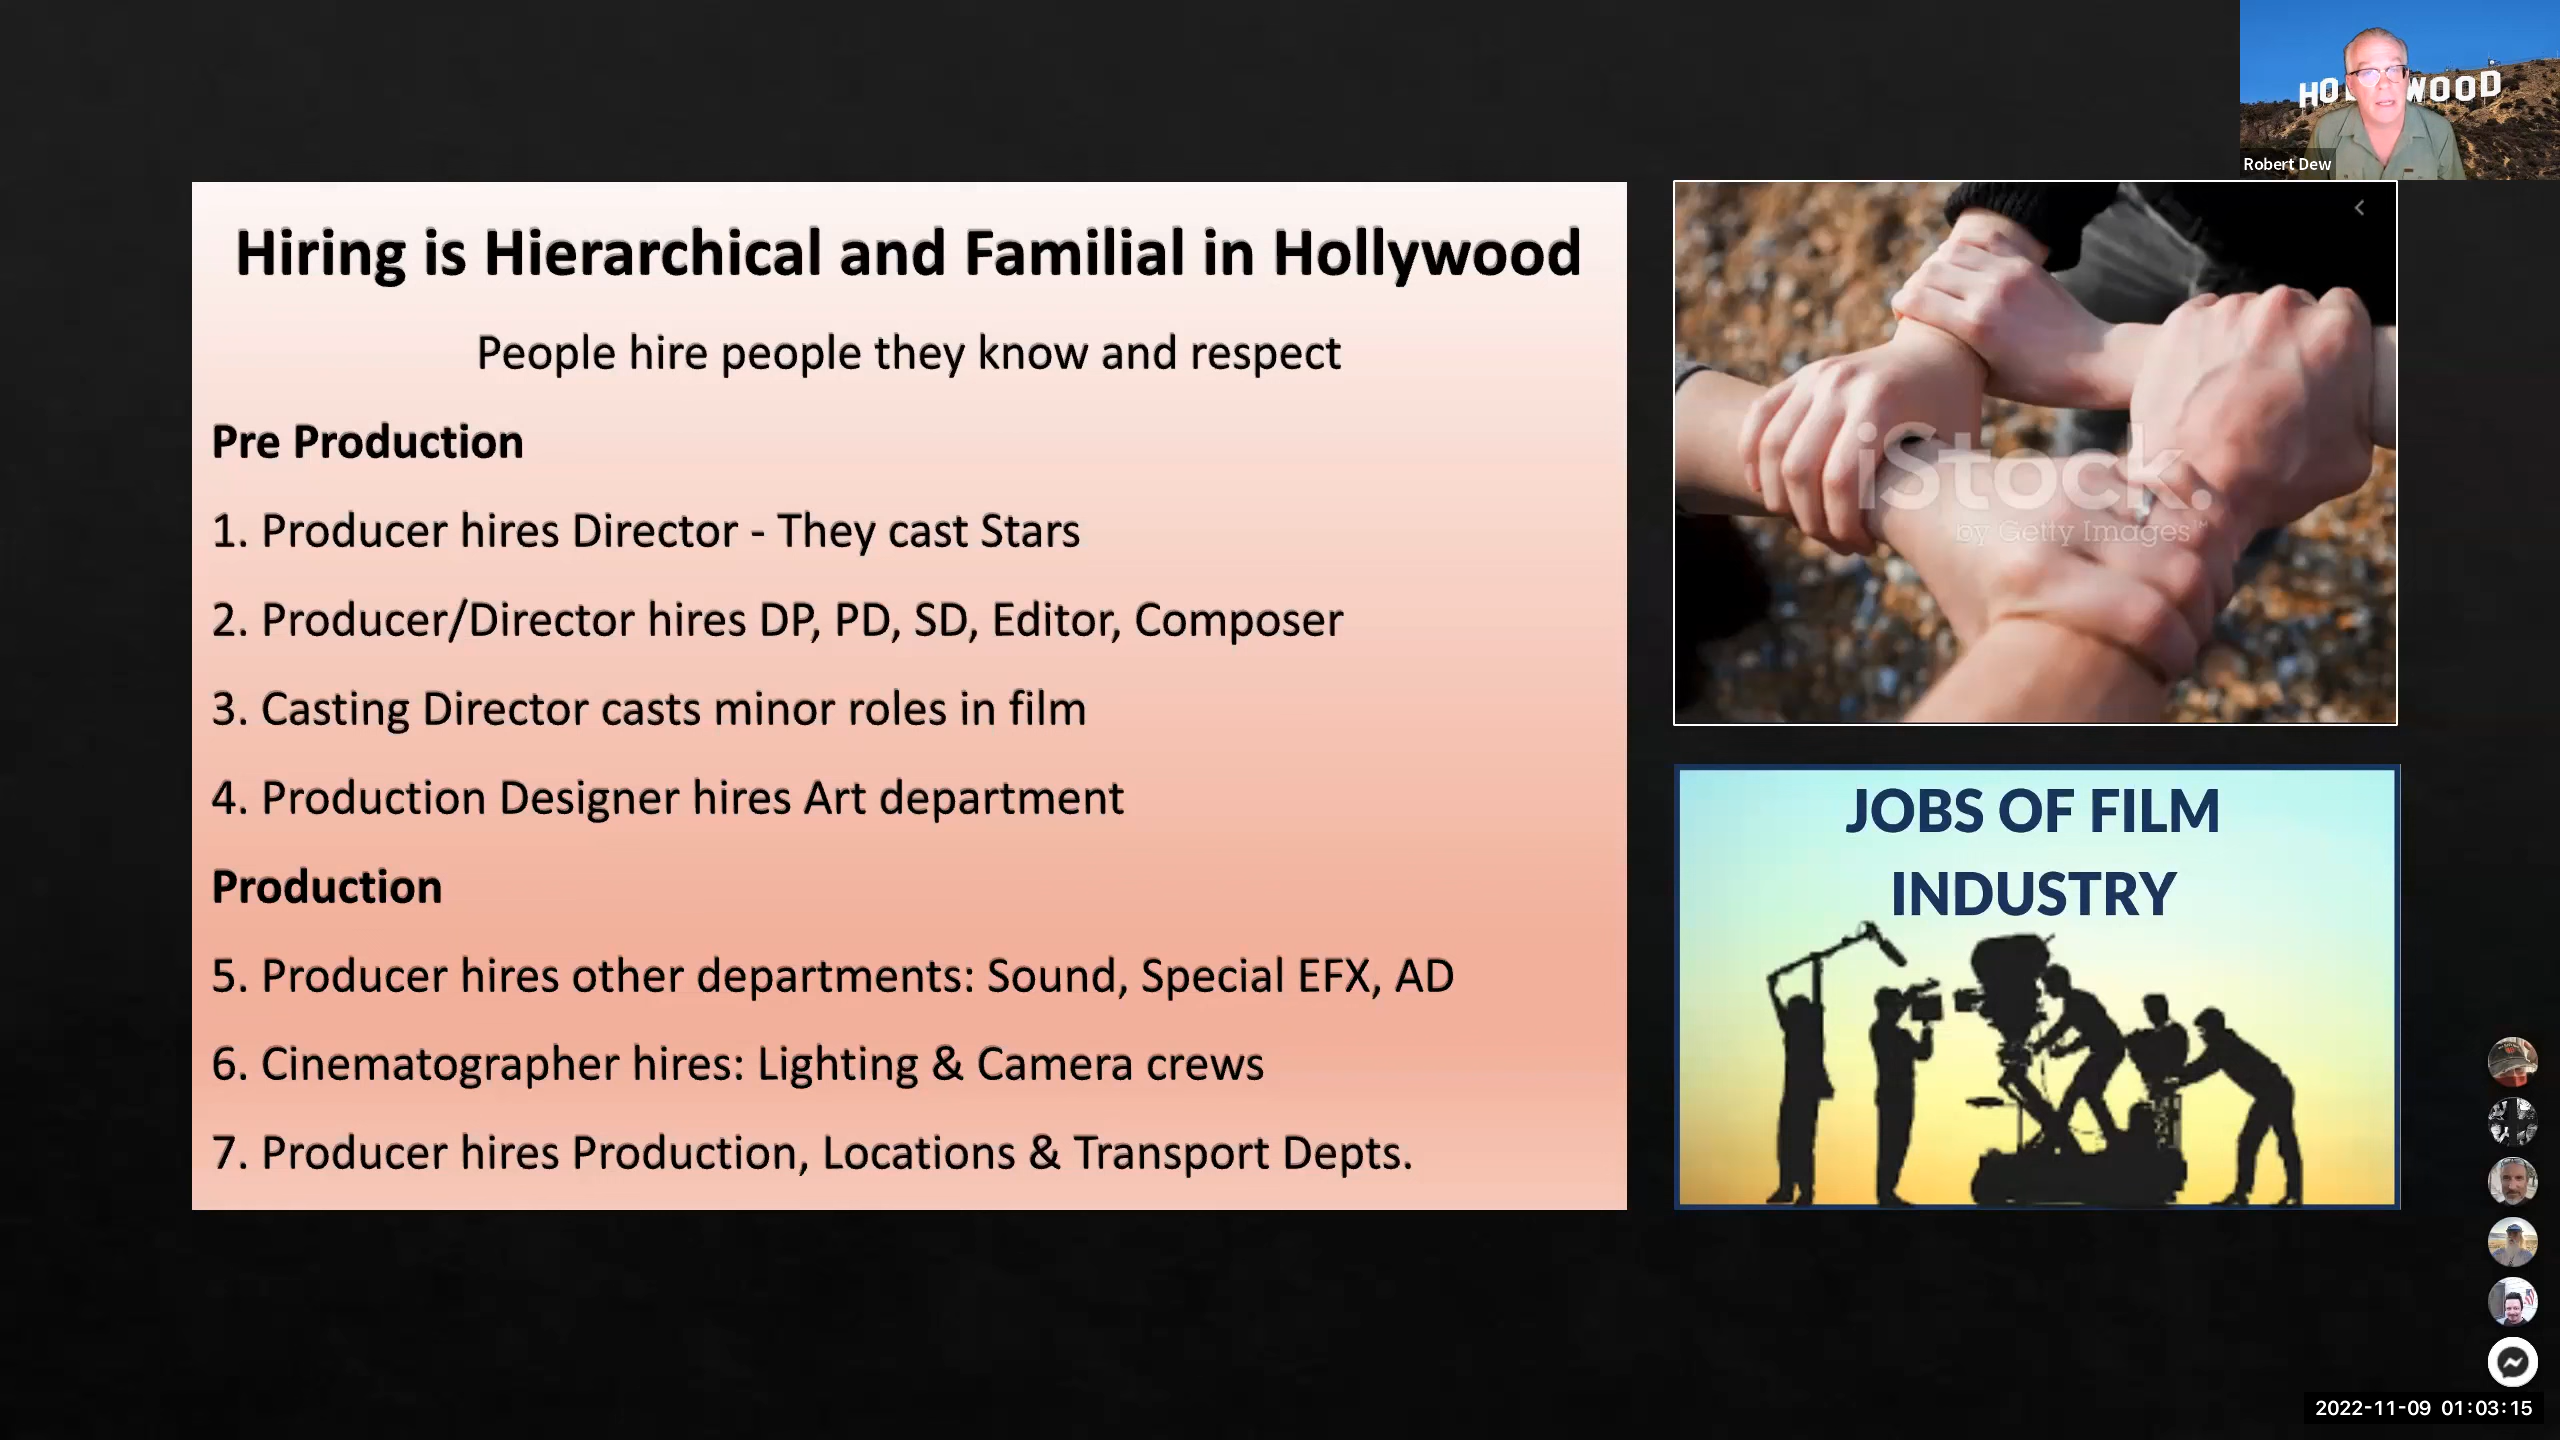 HO WOOD
Robert Dew
Hiring is Hierarchical and Familial in Hollywood
People hire people they know and respect
Pre Production
1. Producer hires Director - They cast Stars
2. Producer/Director hires DP, PD, SD, Editor, Composer
3. Casting Director casts minor roles in film
4. Production Designer hires Art department
Production
5. Producer hires other departments: Sound, Special EFX, AD
6. Cinematographer hires: Lighting & Camera crews
7. Producer hires Production, Locations & Transport Depts.
iStock.
by Getty Images™
JOBS OF FILM
INDUSTRY
2022-11-09 01:03:15